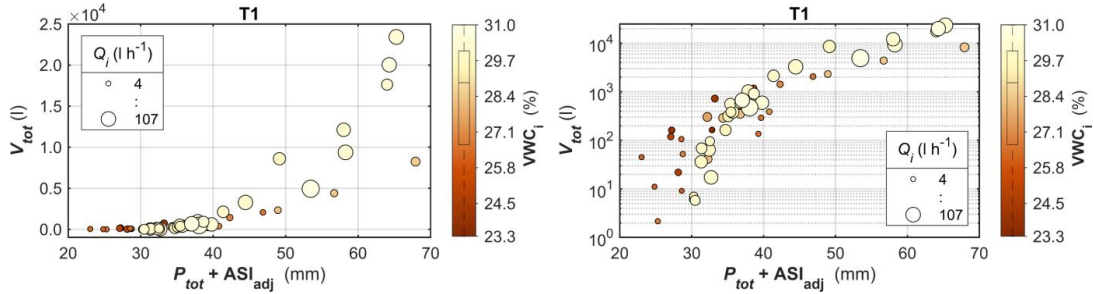 T1
×10⁴
2.5
2.0
1.5
1.0
0.5
0.0
V_tot (l)
Q_i (l h⁻¹)
4
:
107
20 30 40 50 60 70
P_tot + ASI_adj (mm)
31.0
29.7
28.4
27.1
25.8
24.5
23.3
VWC_i (%)
T1
10⁴
10³
10²
10¹
10⁰
V_tot (l)
Q_i (l h⁻¹)
4
:
107
20 30 40 50 60 70
P_tot + ASI_adj (mm)
31.0
29.7
28.4
27.1
25.8
24.5
23.3
VWC_i (%)